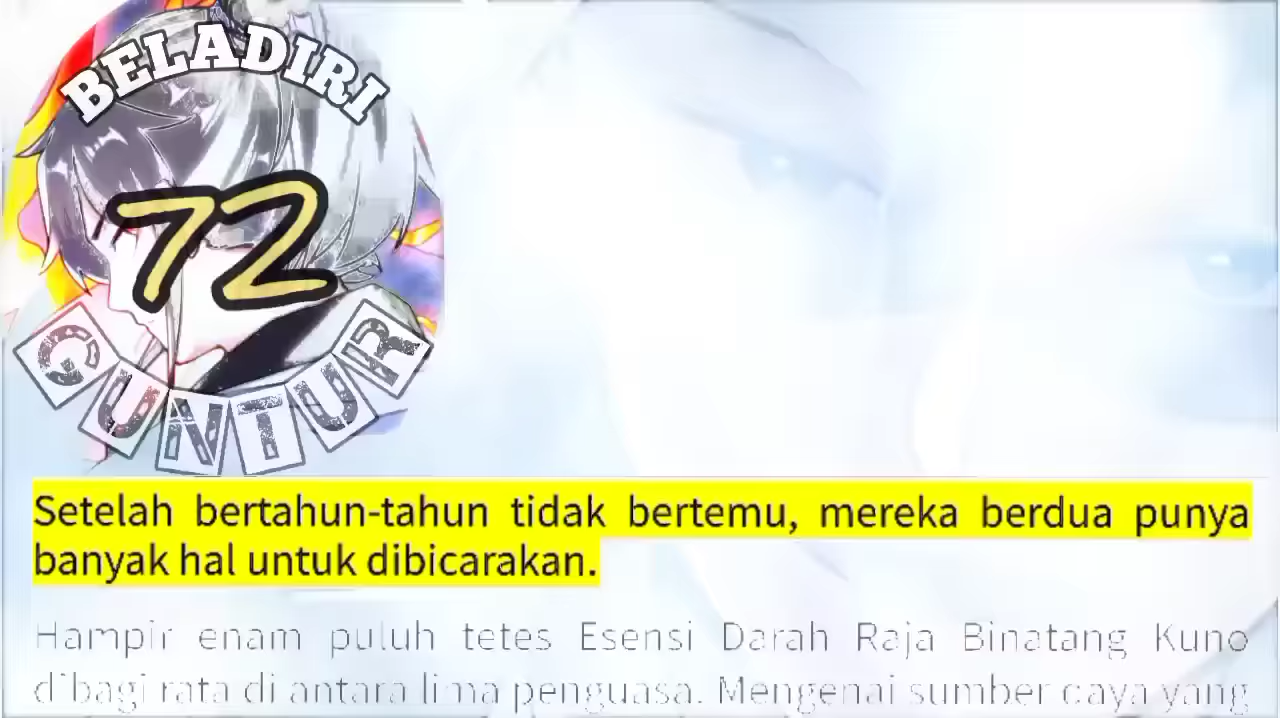 BELADIRI
72
GUNTUR
Setelah bertahun-tahun tidak bertemu, mereka berdua punya
banyak hal untuk dibicarakan.
Hampir enam puluh tetes Esensi Darah Raja Binatang Kuno
dibagi rata di antara lima penguasa. Mengenai sumber daya yang